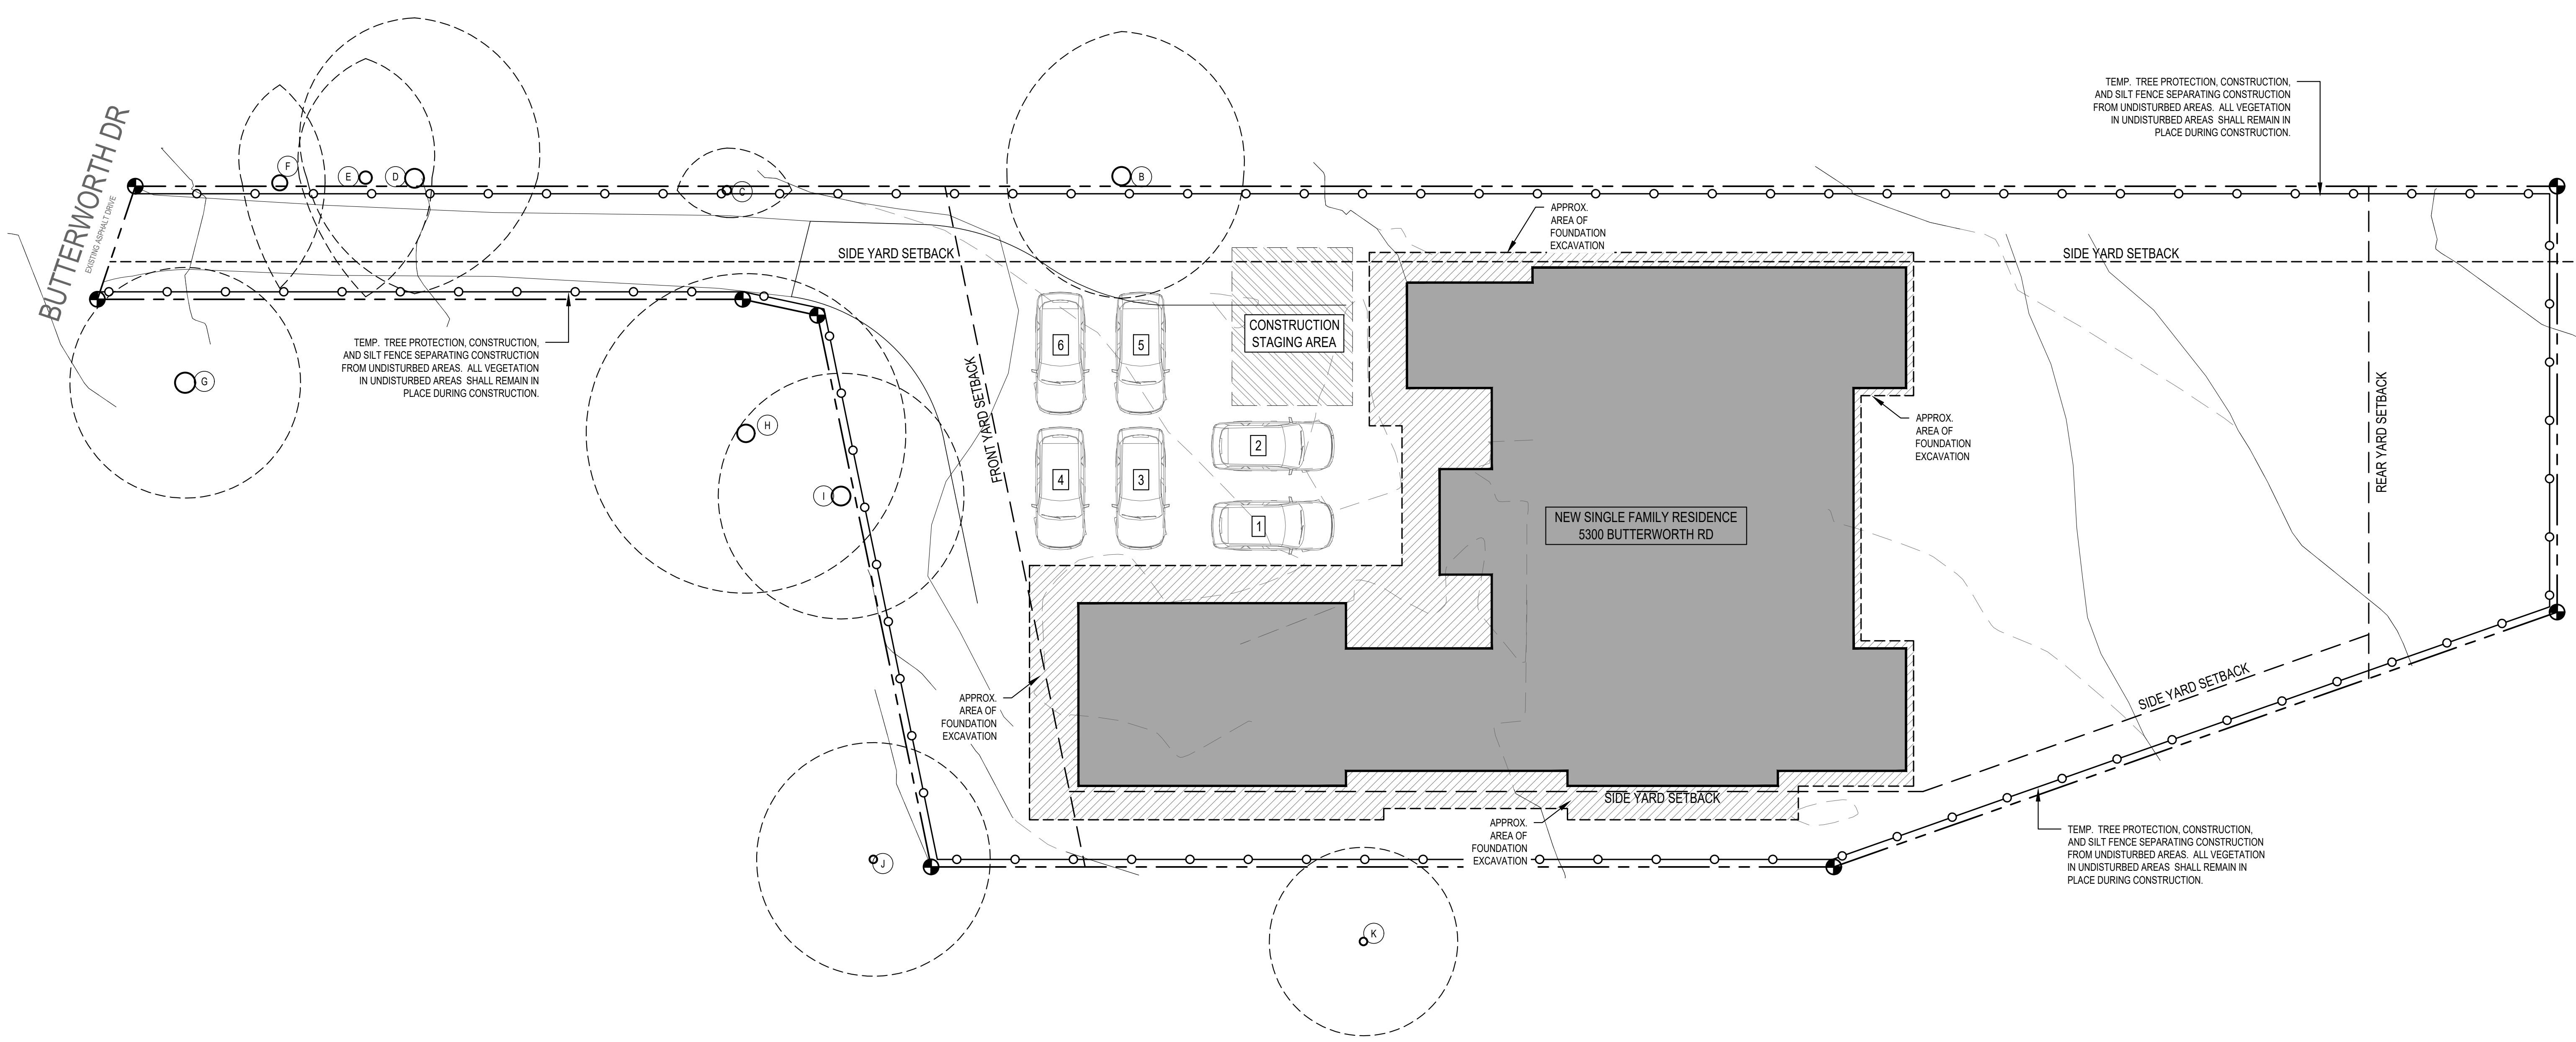 TEMP. TREE PROTECTION, CONSTRUCTION,
AND SILT FENCE SEPARATING CONSTRUCTION
FROM UNDISTURBED AREAS. ALL VEGETATION
IN UNDISTURBED AREAS SHALL REMAIN IN
PLACE DURING CONSTRUCTION.
BUTTERWORTH DR
EXISTING ASPHALT DRIVE
F
E
D
C
B
APPROX.
AREA OF
FOUNDATION
EXCAVATION
SIDE YARD SETBACK
SIDE YARD SETBACK
TEMP. TREE PROTECTION, CONSTRUCTION,
AND SILT FENCE SEPARATING CONSTRUCTION
FROM UNDISTURBED AREAS. ALL VEGETATION
IN UNDISTURBED AREAS SHALL REMAIN IN
PLACE DURING CONSTRUCTION.
G
H
I
FRONT YARD SETBACK
6
5
CONSTRUCTION
STAGING AREA
4
3
2
1
APPROX.
AREA OF
FOUNDATION
EXCAVATION
REAR YARD SETBACK
NEW SINGLE FAMILY RESIDENCE
5300 BUTTERWORTH RD
APPROX.
AREA OF
FOUNDATION
EXCAVATION
SIDE YARD SETBACK
SIDE YARD SETBACK
APPROX.
AREA OF
FOUNDATION
EXCAVATION
TEMP. TREE PROTECTION, CONSTRUCTION,
AND SILT FENCE SEPARATING CONSTRUCTION
FROM UNDISTURBED AREAS. ALL VEGETATION
IN UNDISTURBED AREAS SHALL REMAIN IN
PLACE DURING CONSTRUCTION.
J
K